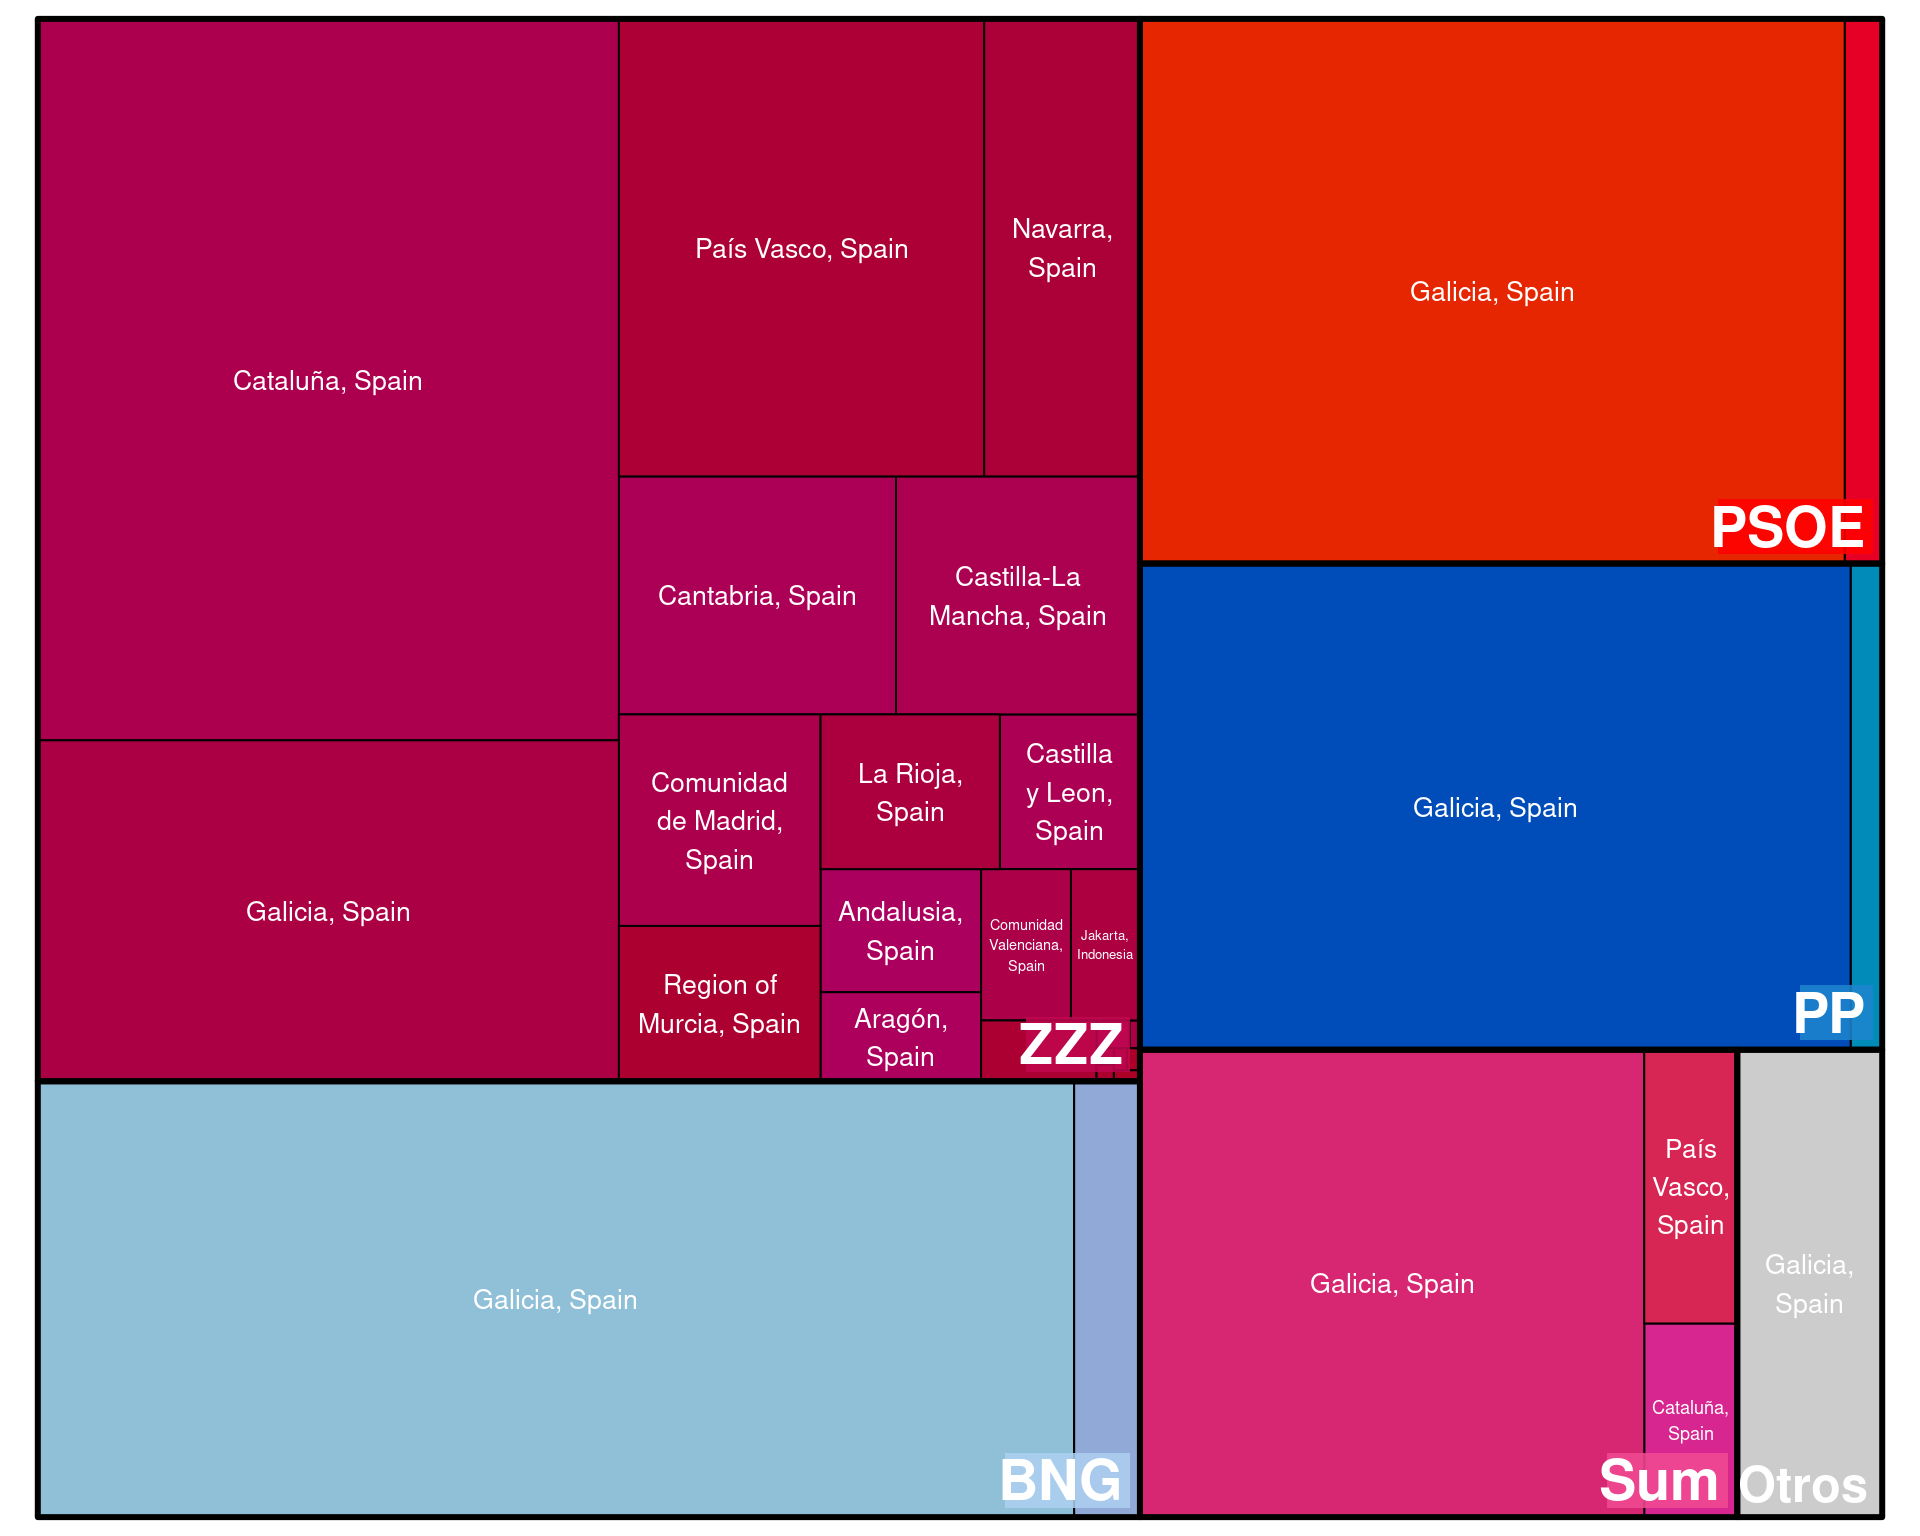 Cataluña, Spain
Galicia, Spain
País Vasco, Spain
Navarra,
Spain
Cantabria, Spain
Castilla-La
Mancha, Spain
Comunidad
de Madrid,
Spain
La Rioja,
Spain
Castilla
y Leon,
Spain
Region of
Murcia, Spain
Andalusia,
Spain
Aragón,
Spain
Comunidad
Valenciana,
Spain
Jakarta,
Indonesia
ZZZ
Galicia, Spain
BNG
Galicia, Spain
PSOE
Galicia, Spain
PP
Galicia, Spain
País
Vasco,
Spain
Cataluña,
Spain
Sum
Galicia,
Spain
Otros